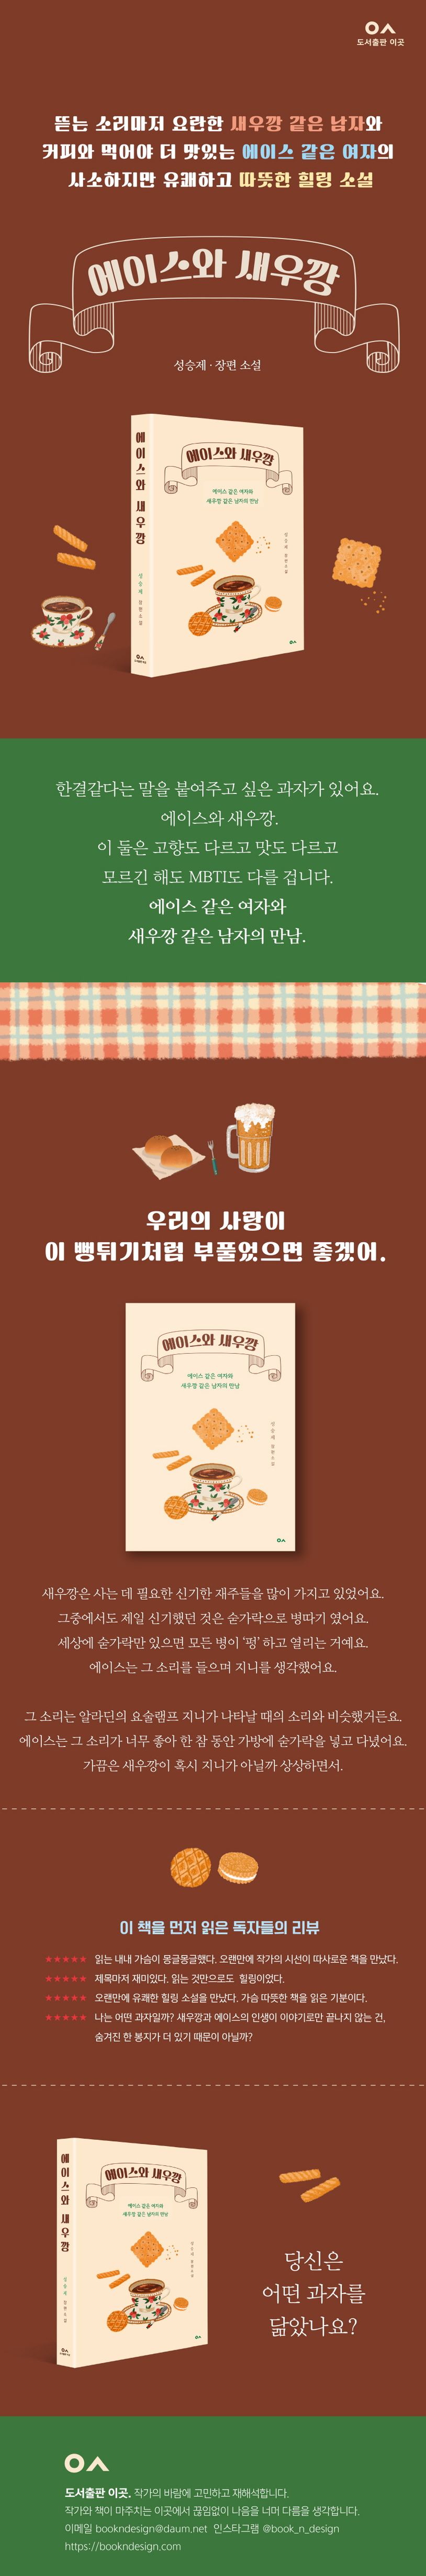 도서출판 이곳
뜯는 소리마저 요란한 새우깡 같은 남자와
커피와 먹어야 더 맛있는 에이스 같은 여자의
사소하지만 유쾌하고 따뜻한 힐링 소설
에이스와 새우깡
성승제 · 장편 소설
에이스와 새우깡
성승제 장편소설
에이스와 새우깡
에이스 같은 여자와
새우깡 같은 남자의 만남
성승제 장편소설
한결같다는 말을 붙여주고 싶은 과자가 있어요.
에이스와 새우깡.
이 둘은 고향도 다르고 맛도 다르고
모르긴 해도 MBTI도 다를 겁니다.
에이스 같은 여자와
새우깡 같은 남자의 만남.
우리의 사랑이
이 뻥튀기처럼 부풀었으면 좋겠어.
에이스와 새우깡
에이스 같은 여자와
새우깡 같은 남자의 만남
성승제 장편소설
새우깡은 사는 데 필요한 신기한 재주들을 많이 가지고 있었어요.
그중에서도 제일 신기했던 것은 숟가락으로 병따기 였어요.
세상에 숟가락만 있으면 모든 병이 ‘펑’ 하고 열리는 거예요.
에이스는 그 소리를 들으며 지니를 생각했어요.
그 소리는 알라딘의 요술램프 지니가 나타날 때의 소리와 비슷했거든요.
에이스는 그 소리가 너무 좋아 한 참 동안 가방에 숟가락을 넣고 다녔어요.
가끔은 새우깡이 혹시 지니가 아닐까 상상하면서.
이 책을 먼저 읽은 독자들의 리뷰
★★★★★ 읽는 내내 가슴이 몽글몽글했다. 오랜만에 작가의 시선이 따사로운 책을 만났다.
★★★★★ 제목마저 재미있다. 읽는 것만으로도 힐링이었다.
★★★★★ 오랜만에 유쾌한 힐링 소설을 만났다. 가슴 따뜻한 책을 읽은 기분이다.
★★★★★ 나는 어떤 과자일까? 새우깡과 에이스의 인생이 이야기로만 끝나지 않는 건,
숨겨진 한 봉지가 더 있기 때문이 아닐까?
에이스와 새우깡
성승제 장편소설
에이스와 새우깡
에이스 같은 여자와
새우깡 같은 남자의 만남
성승제 장편소설
당신은
어떤 과자를
닮았나요?
도서출판 이곳. 작가의 바람에 고민하고 재해석합니다.
작가와 책이 마주치는 이곳에서 끊임없이 나음을 너머 다름을 생각합니다.
이메일 bookndesign@daum.net 인스타그램 @book_n_design
https://bookndesign.com